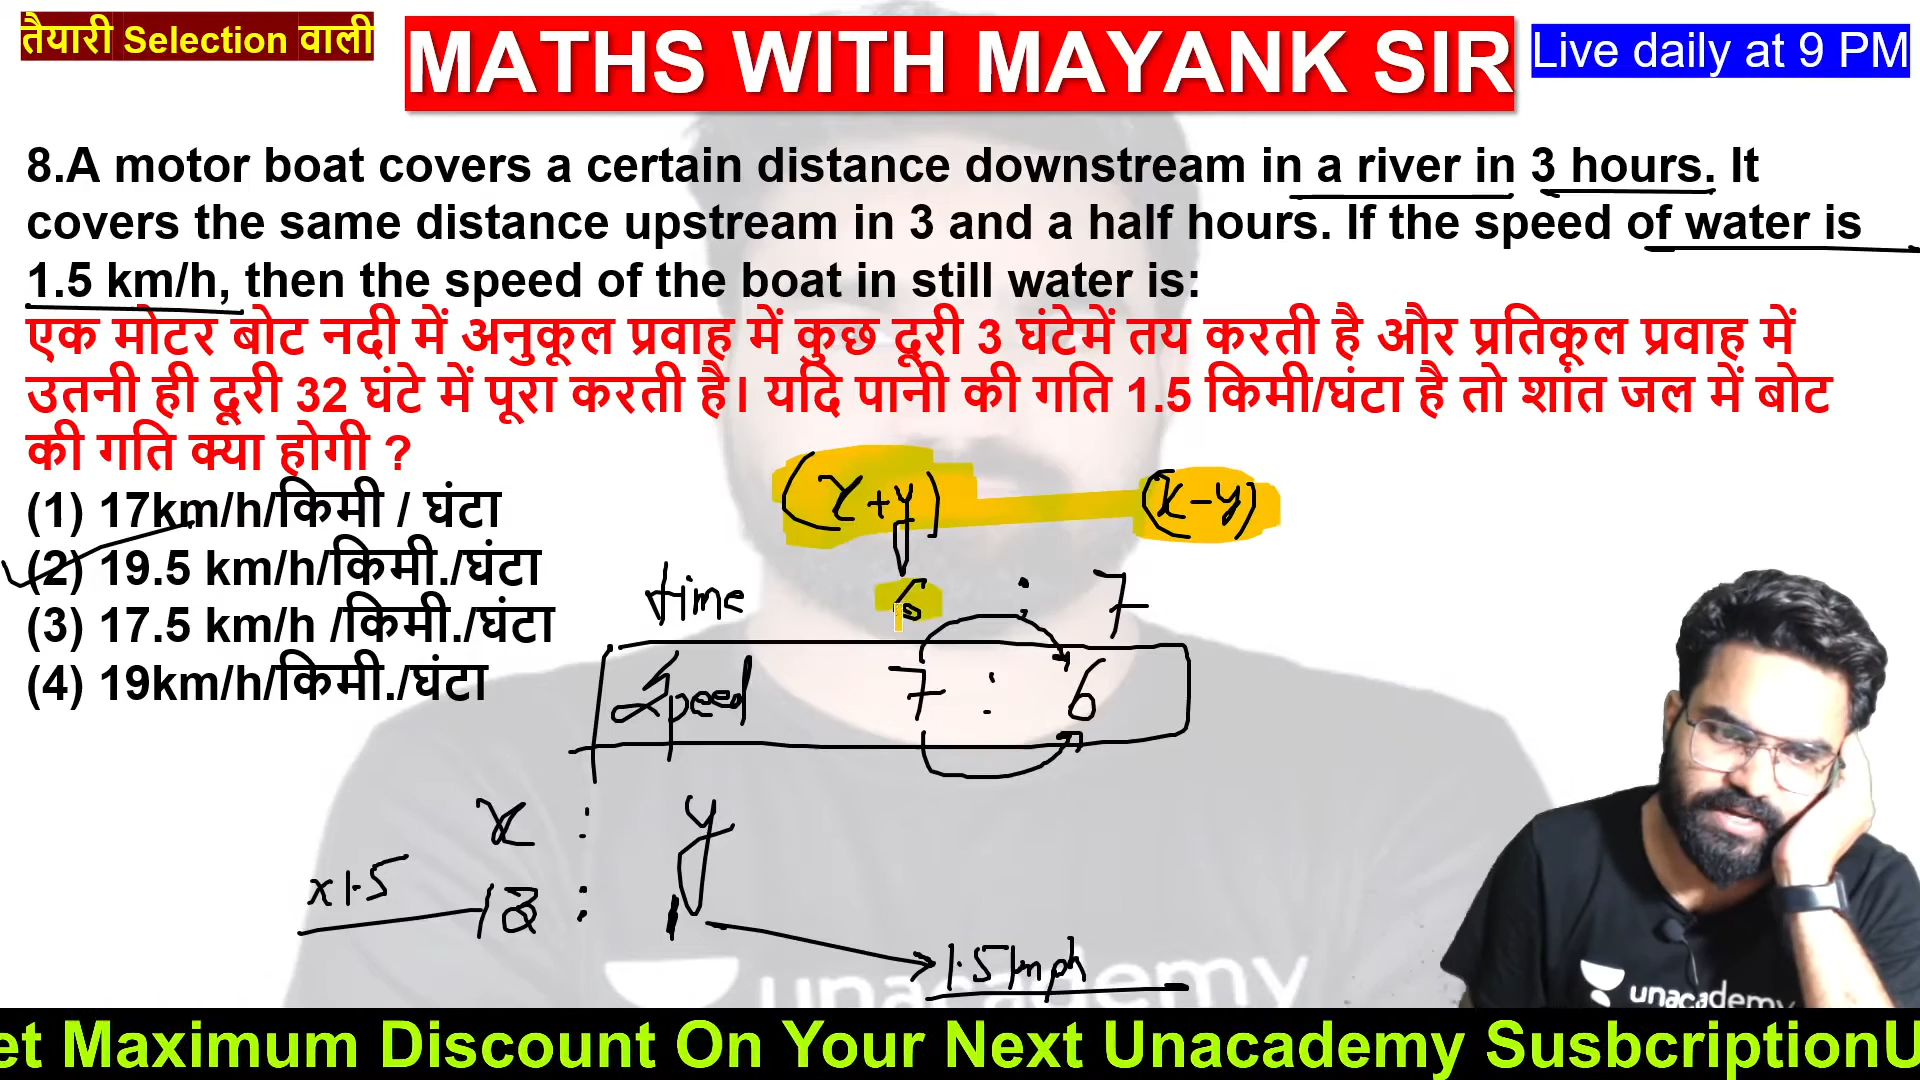 तैयारी Selection वाली
MATHS WITH MAYANK SIR
Live daily at 9 PM
8.A motor boat covers a certain distance downstream in a river in 3 hours. It
covers the same distance upstream in 3 and a half hours. If the speed of water is
1.5 km/h, then the speed of the boat in still water is:
एक मोटर बोट नदी में अनुकूल प्रवाह में कुछ दूरी 3 घंटेमें तय करती है और प्रतिकूल प्रवाह में
उतनी ही दूरी 32 घंटे में पूरा करती है। यदि पानी की गति 1.5 किमी/घंटा है तो शांत जल में बोट
की गति क्या होगी ?
(1) 17km/h/किमी / घंटा
(2) 19.5 km/h/किमी./घंटा
(3) 17.5 km/h /किमी./घंटा
(4) 19km/h/किमी./घंटा
(x+y) (x-y)
time 6 : 7
Speed 7 : 6
x : y
x1.5 13 : 1
1.5 kmph
unacademy
unacademy
et Maximum Discount On Your Next Unacademy SusbcriptionU